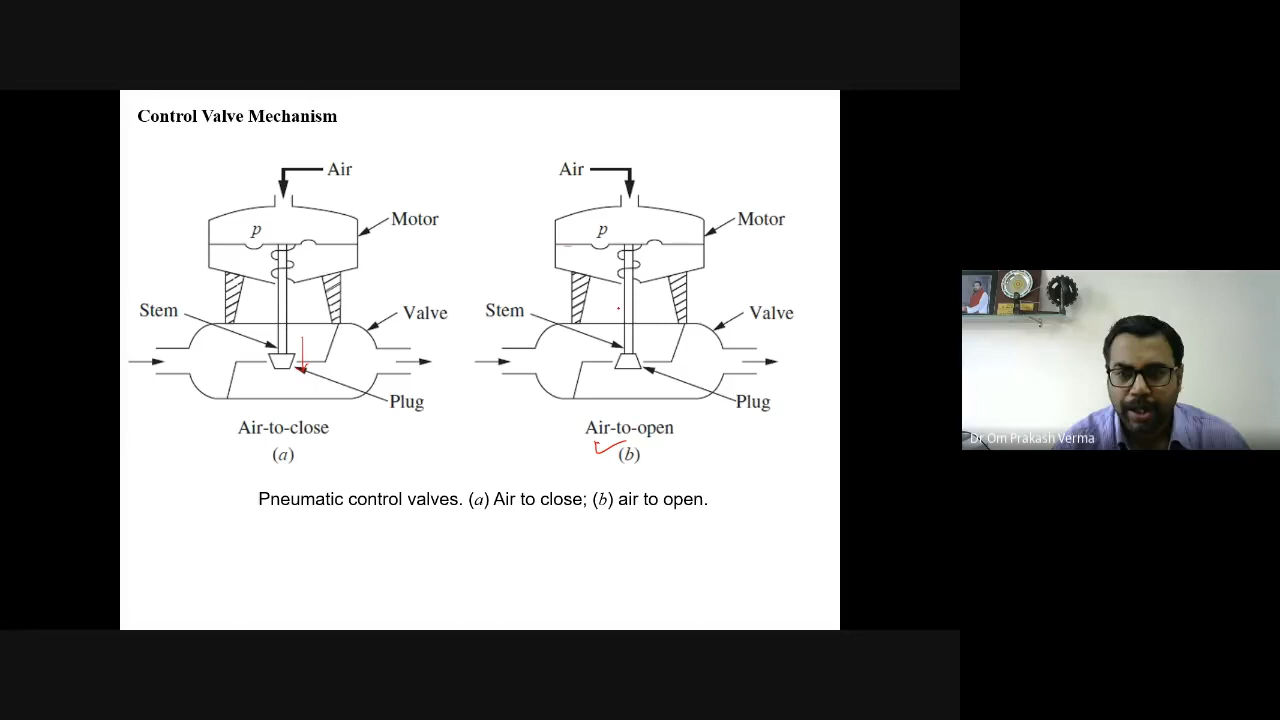 Control Valve Mechanism
Air
p
Motor
Stem
Valve
Plug
Air-to-close
(a)
Air
p
Motor
Stem
Valve
Plug
Air-to-open
(b)
Pneumatic control valves. (a) Air to close; (b) air to open.
Dr Om Prakash Verma